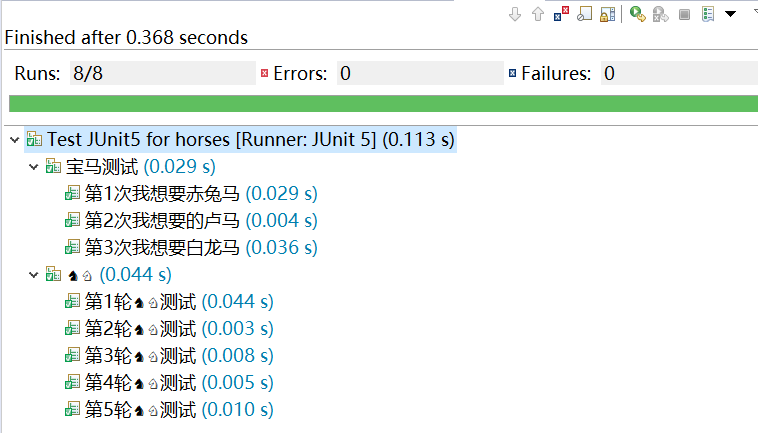 Finished after 0.368 seconds
Runs: 8/8 Errors: 0 Failures: 0
Test JUnit5 for horses [Runner: JUnit 5] (0.113 s)
宝马测试 (0.029 s)
第1次我想要赤兔马 (0.029 s)
第2次我想要的卢马 (0.004 s)
第3次我想要白龙马 (0.036 s)
♞♘ (0.044 s)
第1轮♞♘测试 (0.044 s)
第2轮♞♘测试 (0.003 s)
第3轮♞♘测试 (0.008 s)
第4轮♞♘测试 (0.005 s)
第5轮♞♘测试 (0.010 s)